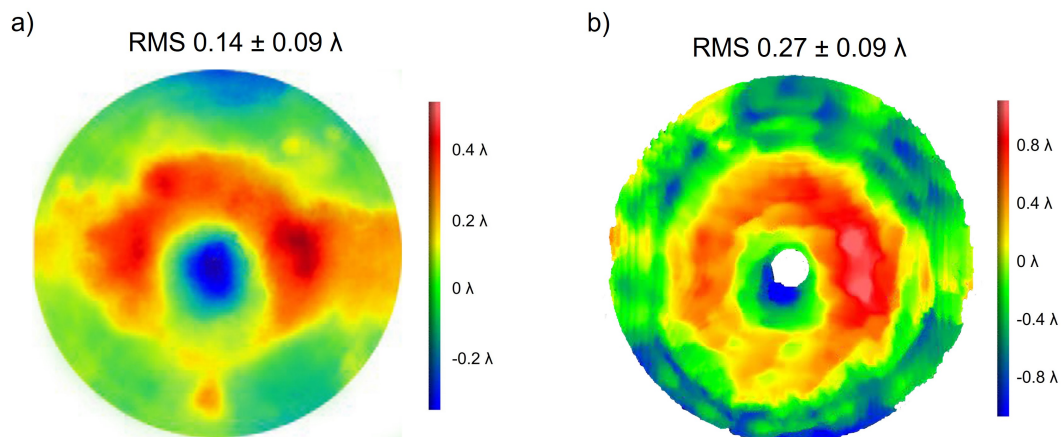 a)
RMS 0.14 ± 0.09 λ
0.4 λ
0.2 λ
0 λ
-0.2 λ
b)
RMS 0.27 ± 0.09 λ
0.8 λ
0.4 λ
0 λ
-0.4 λ
-0.8 λ